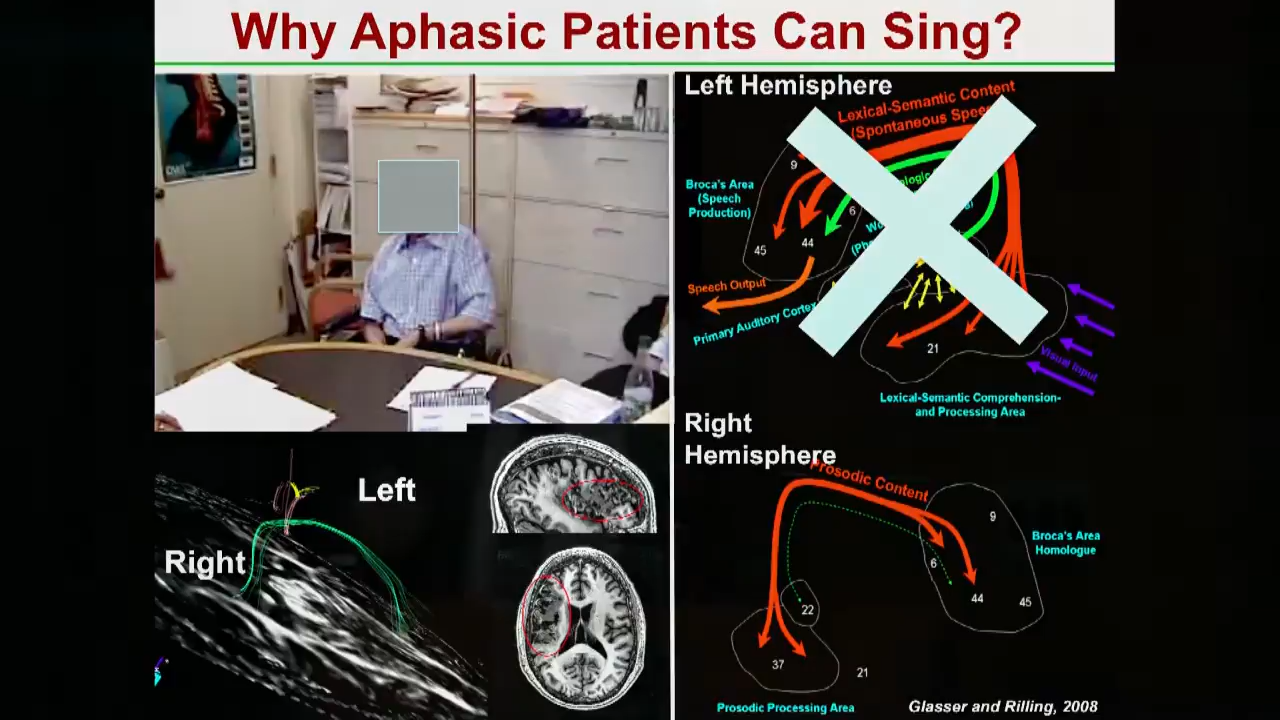 Why Aphasic Patients Can Sing?
Left Hemisphere
Lexical-Semantic Content
(Spontaneous
9
Broca's Area
(Speech
Production)
6
45
44
Speech Output
Primary Auditory Cortex
21
Visual Input
Lexical-Semantic Comprehension-
and Processing Area
Right
Hemisphere
Prosodic Content
9
Broca's Area
Homologue
6
44
45
22
37
21
Prosodic Processing Area
Glasser and Rilling, 2008
Left
Right